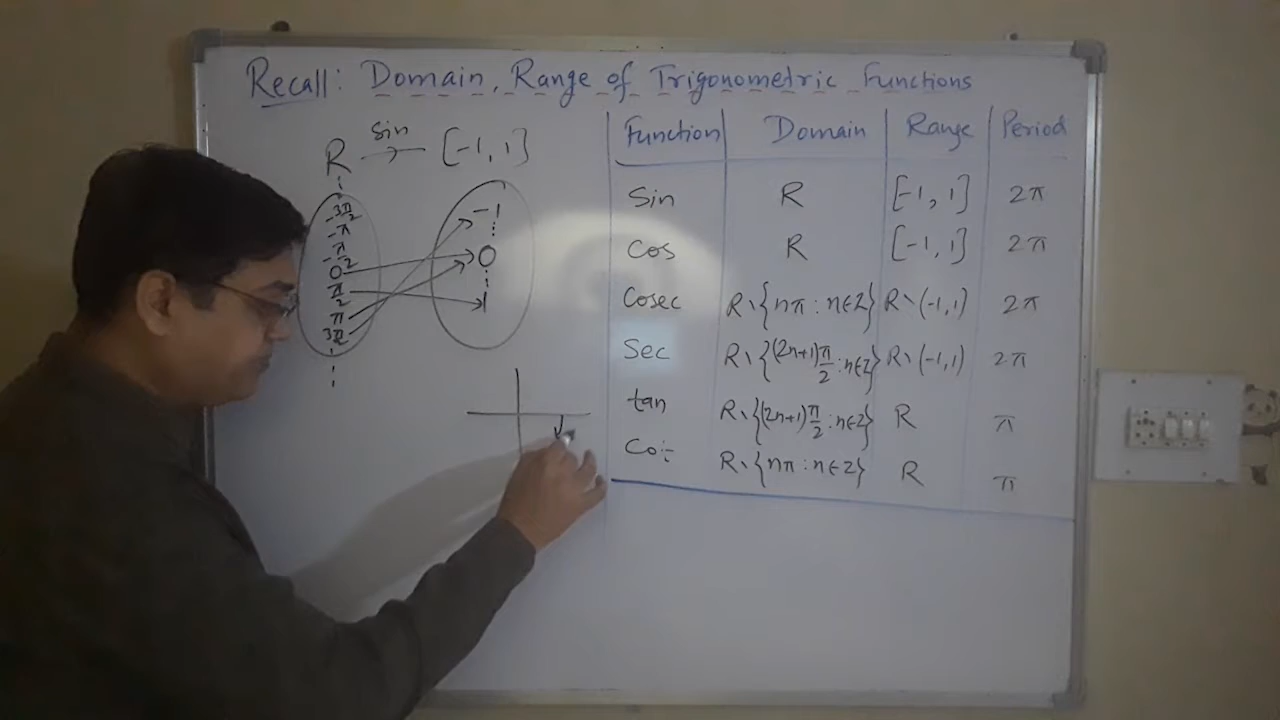 Recall: Domain, Range of Trigonometric Functions
R sin→ [-1, 1]
-3π/2
-π
-π/2
0
π/2
π
3π/2
-1
0
1
Function Domain Range Period
Sin R [-1, 1] 2π
Cos R [-1, 1] 2π
Cosec R\{nπ : n∈Z} R\(-1,1) 2π
Sec R\{(2n+1)π/2 : n∈Z} R\(-1,1) 2π
tan R\{(2n+1)π/2 : n∈Z} R π
Cot R\{nπ : n∈Z} R π